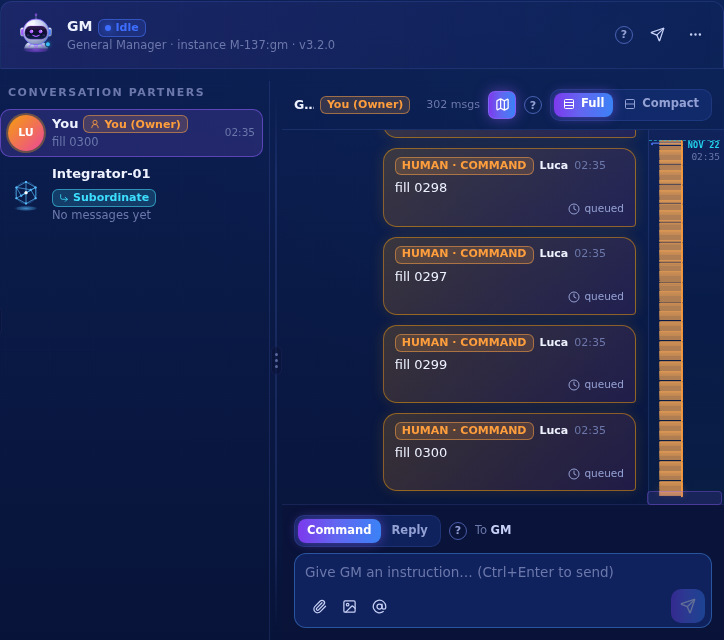 GM Idle
General Manager · instance M-137:gm · v3.2.0
?
CONVERSATION PARTNERS
LU
You You (Owner)
02:35
fill 0300
Integrator-01
Subordinate
No messages yet
G… You (Owner) 302 msgs ? Full Compact
HUMAN · COMMAND Luca 02:35
fill 0298
queued
HUMAN · COMMAND Luca 02:35
fill 0297
queued
HUMAN · COMMAND Luca 02:35
fill 0299
queued
HUMAN · COMMAND Luca 02:35
fill 0300
queued
NOV 22
02:35
Command Reply ? To GM
Give GM an instruction… (Ctrl+Enter to send)